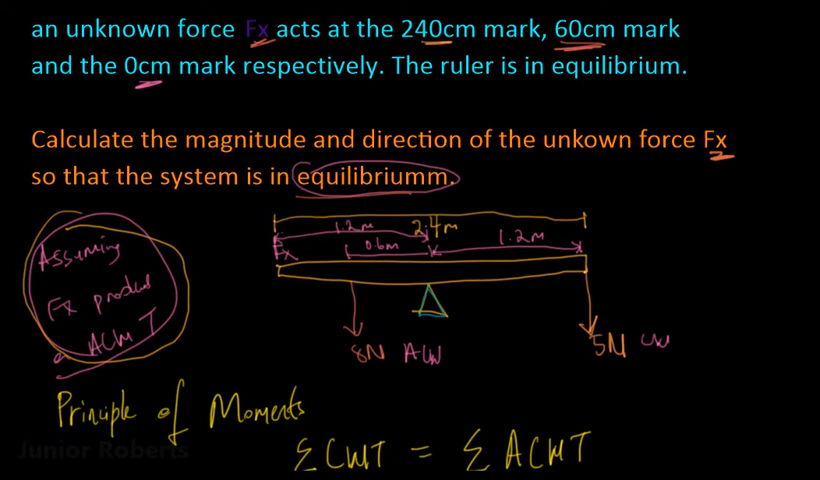 an unknown force Fx acts at the 240cm mark, 60cm mark
and the 0cm mark respectively. The ruler is in equilibrium.
Calculate the magnitude and direction of the unkown force Fx
so that the system is in equilibriumm.
1.2m 2.4m
Fx 0.6m 1.2m
Assuming
Fx produces
a ACW T
8N ACW
5N CW
Principle of Moments
Junior Roberts
Σ CWT = Σ ACWT